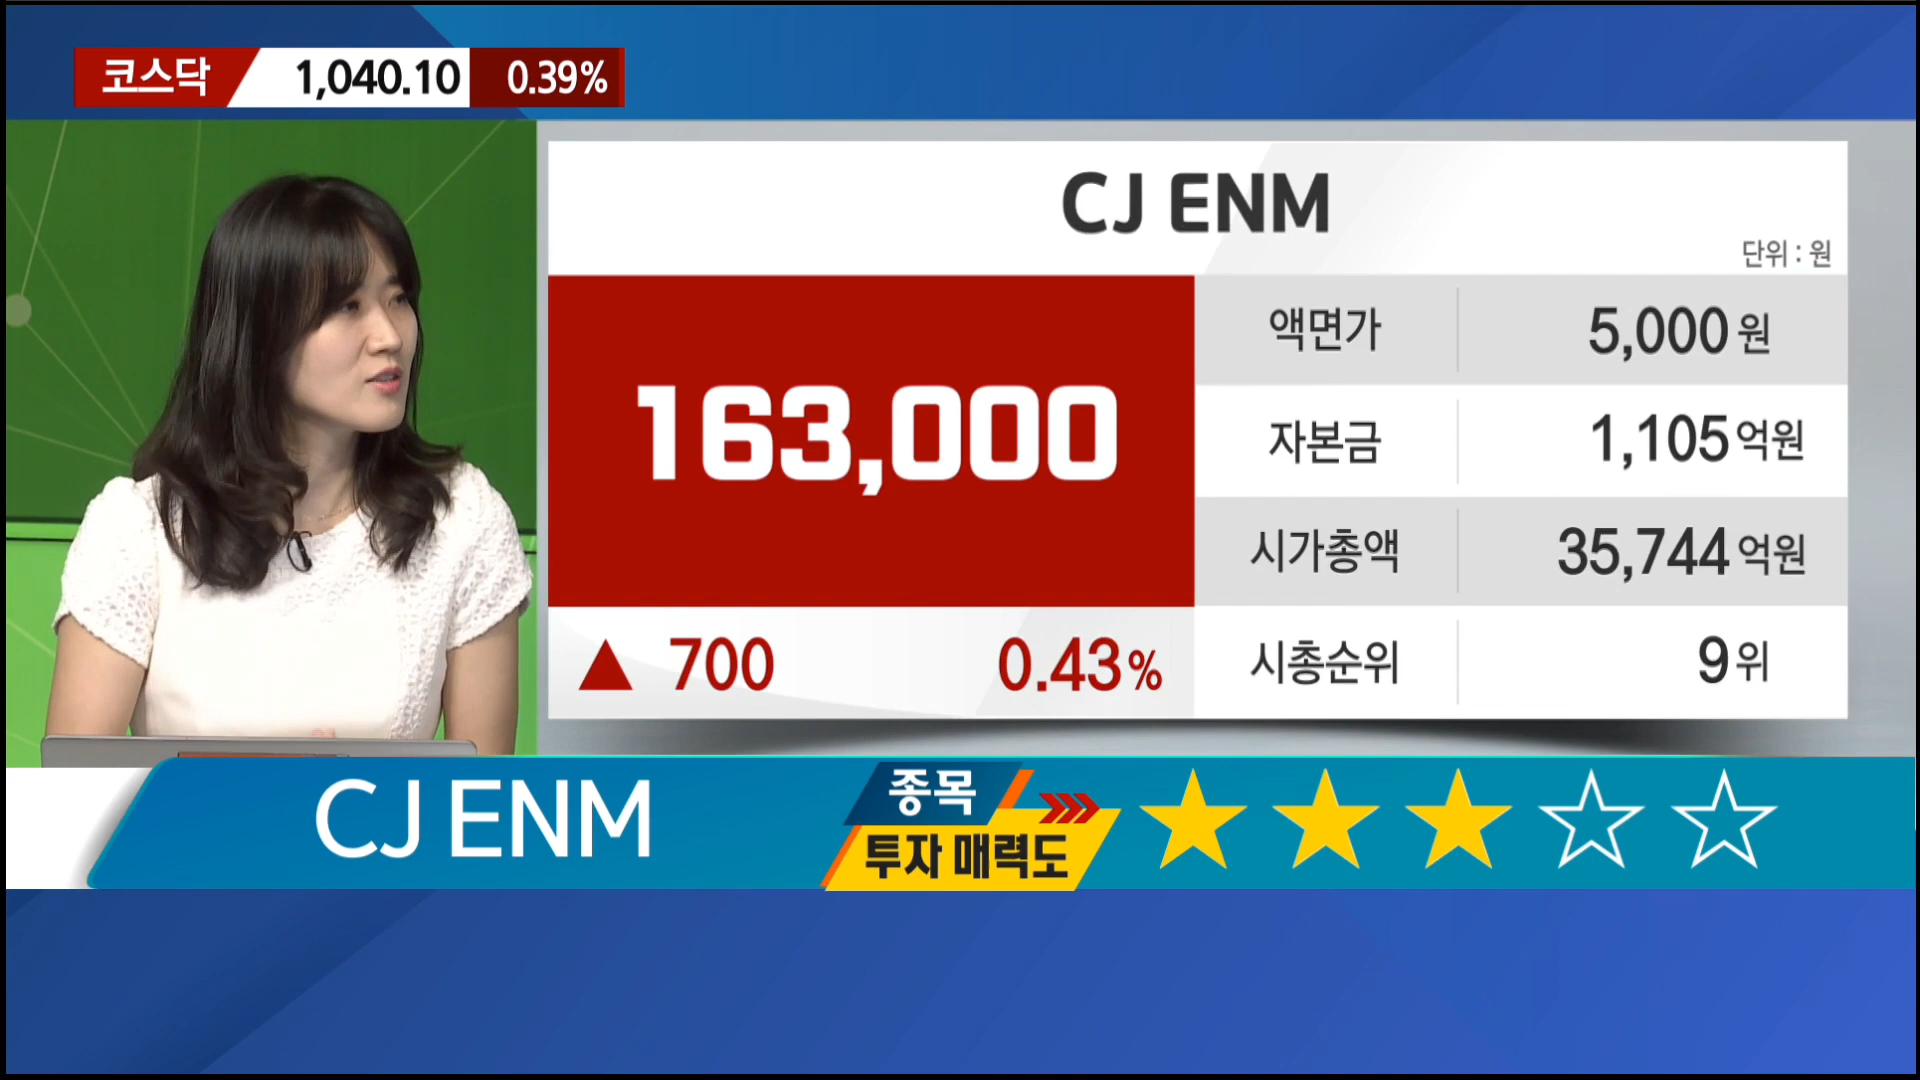 코스닥 1,040.10 0.39%
CJ ENM
단위 : 원
163,000
▲ 700 0.43%
액면가 5,000 원
자본금 1,105 억원
시가총액 35,744 억원
시총순위 9 위
CJ ENM
종목
투자 매력도